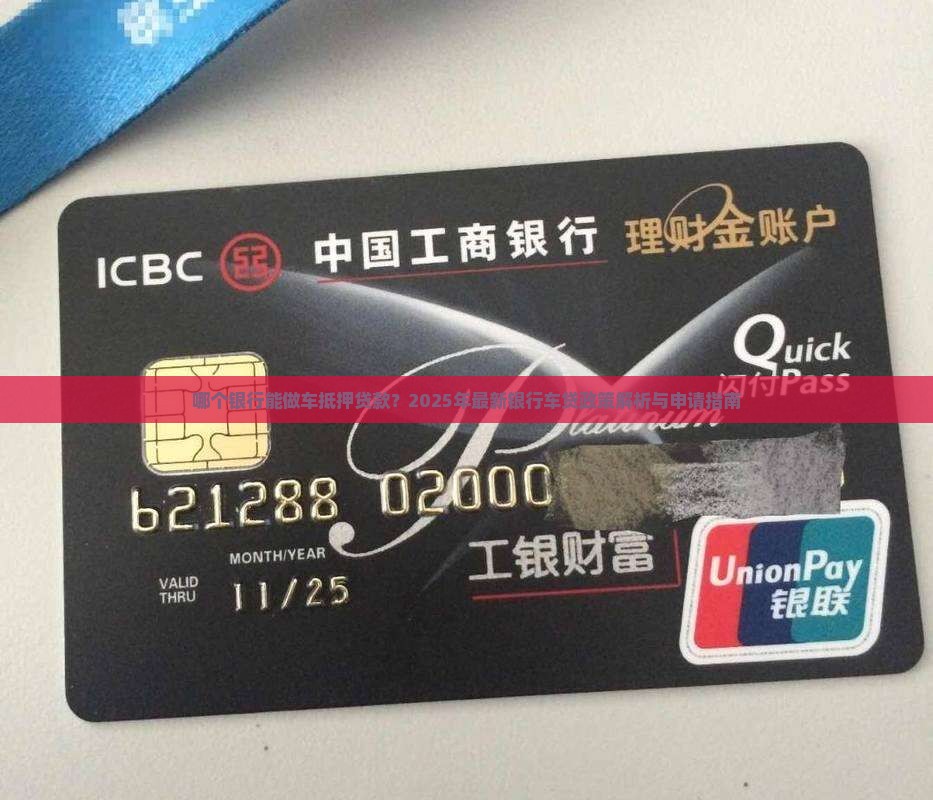 ICBC 中国工商银行 理财金账户
Quick
闪付Pass
哪个银行能做车抵押贷款？2025年最新银行车贷政策解析与申请指南
Platinum
621288 02000
MONTH/YEAR
VALID
THRU
11/25
工银财富
UnionPay
银联